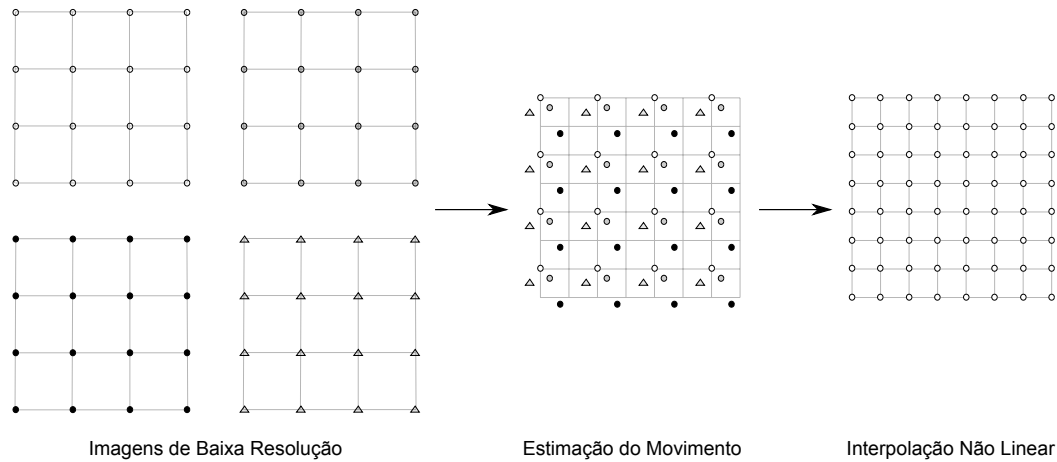 Imagens de Baixa Resolução
Estimação do Movimento
Interpolação Não Linear